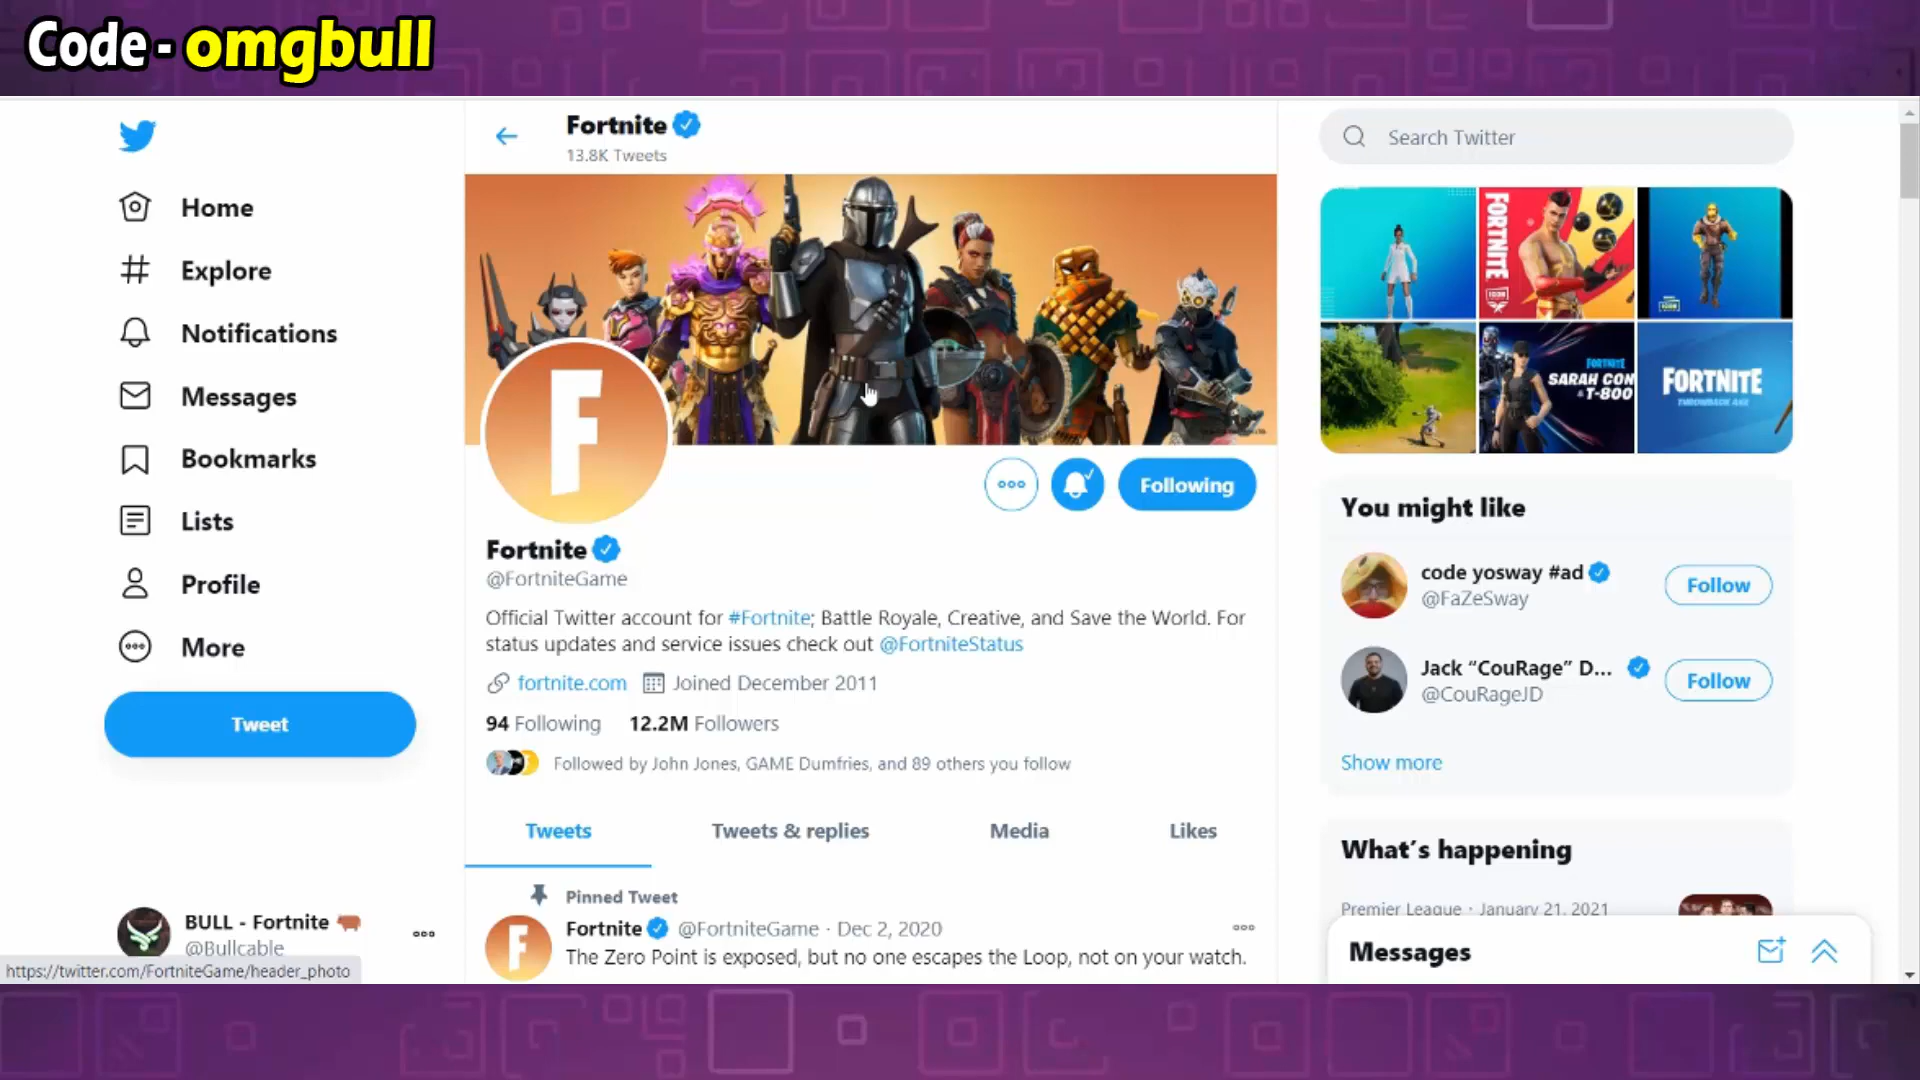 Code - omgbull
Fortnite
13.8K Tweets
Search Twitter
Home
Explore
Notifications
Messages
Bookmarks
Lists
Profile
More
Tweet
BULL - Fortnite
@Bullcable
https://twitter.com/FortniteGame/header_photo
F
Following
Fortnite
@FortniteGame
Official Twitter account for #Fortnite; Battle Royale, Creative, and Save the World. For
status updates and service issues check out @FortniteStatus
fortnite.com Joined December 2011
94 Following 12.2M Followers
Followed by John Jones, GAME Dumfries, and 89 others you follow
Tweets Tweets & replies Media Likes
Pinned Tweet
Fortnite @FortniteGame · Dec 2, 2020
F
The Zero Point is exposed, but no one escapes the Loop, not on your watch.
FORTNITE
ICON
FORTNITE
SARAH CON
& T-800
FORTNITE
You might like
code yosway #ad
@FaZeSway
Follow
Jack “CouRage” D...
@CouRageJD
Follow
Show more
What's happening
Premier League · January 21, 2021
Messages